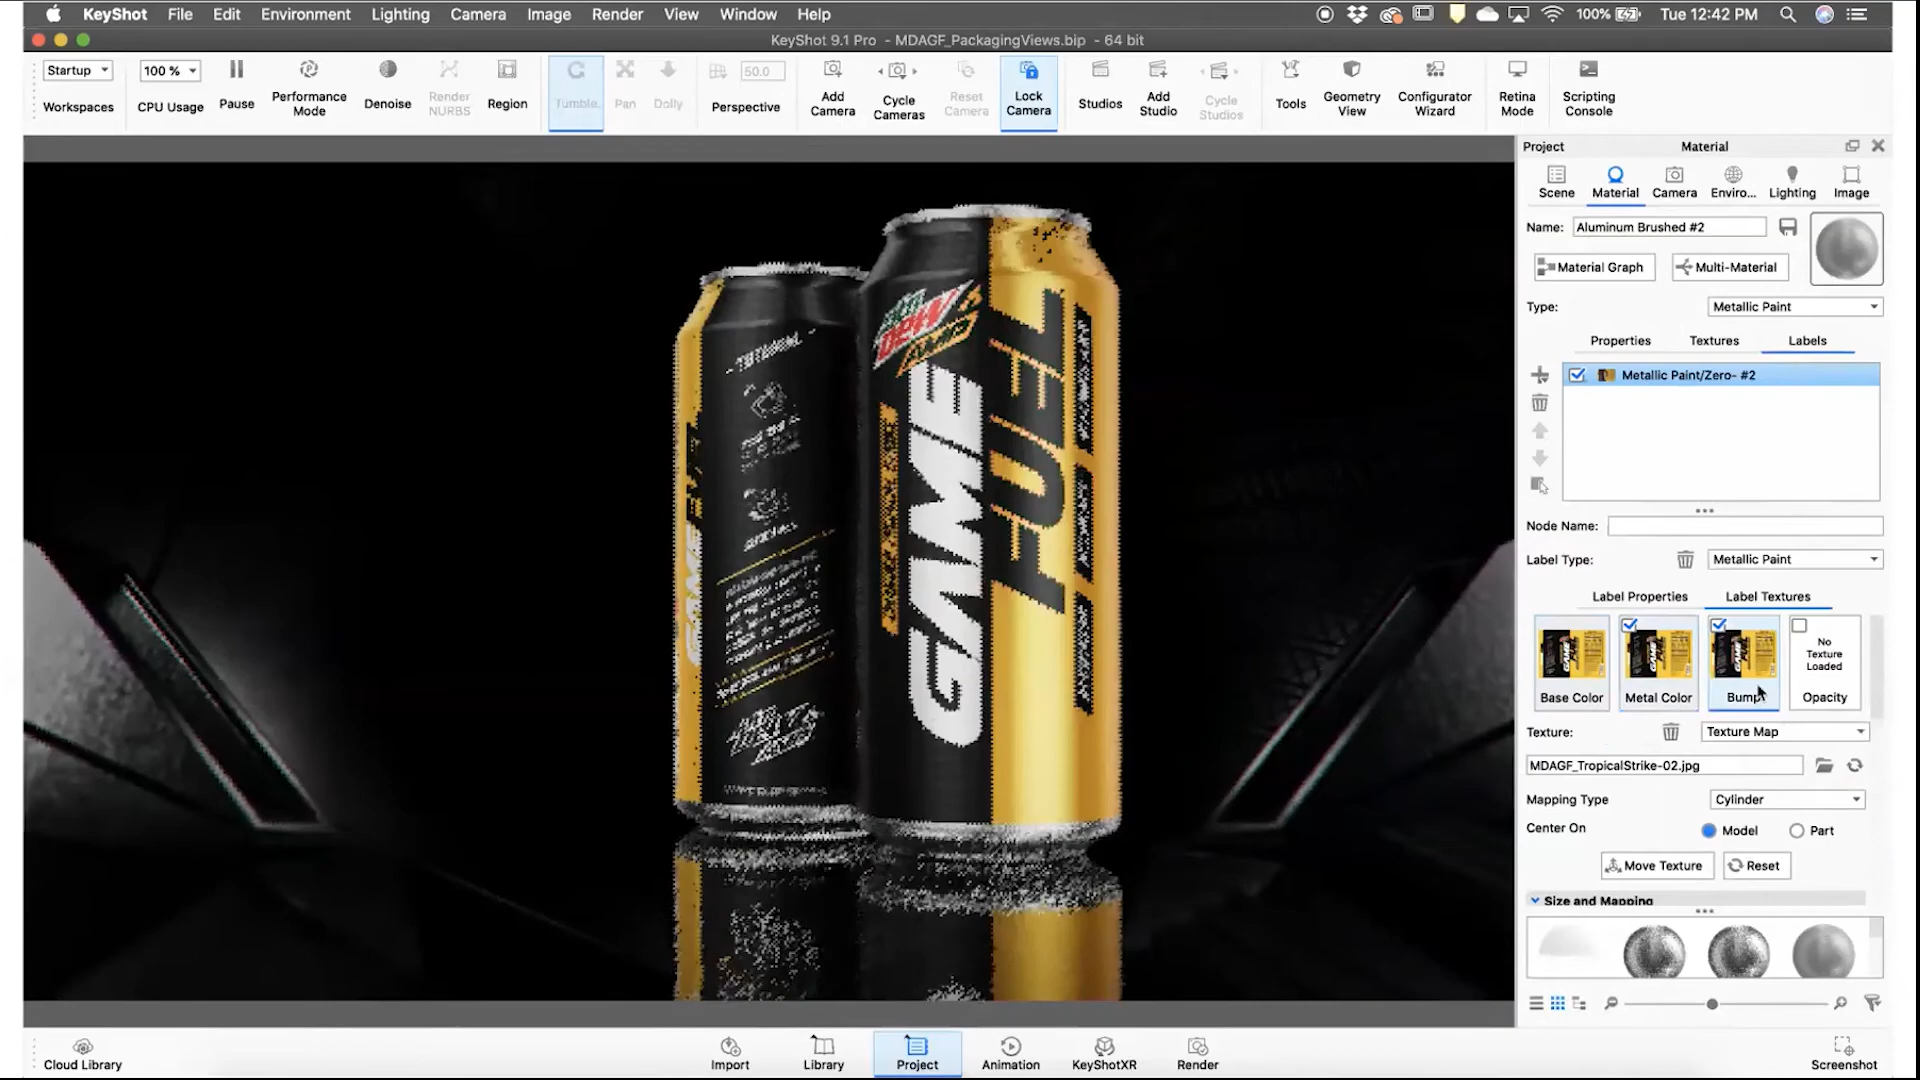 KeyShot File Edit Environment Lighting Camera Image Render View Window Help 100% Tue 12:42 PM
KeyShot 9.1 Pro - MDAGF_PackagingViews.bip - 64 bit
Startup
Workspaces
100 %
CPU Usage
Pause
Performance
Mode
Denoise
Render
NURBS
Region
Tumble
Pan
Dolly
50.0
Perspective
Add
Camera
Cycle
Cameras
Reset
Camera
Lock
Camera
Studios
Add
Studio
Cycle
Studios
Tools
Geometry
View
Configurator
Wizard
Retina
Mode
Scripting
Console
Project Material
Scene Material Camera Enviro... Lighting Image
Name: Aluminum Brushed #2
Material Graph Multi-Material
Type: Metallic Paint
Properties Textures Labels
Metallic Paint/Zero- #2
Node Name:
Label Type: Metallic Paint
Label Properties Label Textures
No
Texture
Loaded
Base Color Metal Color Bump Opacity
Texture: Texture Map
MDAGF_TropicalStrike-02.jpg
Mapping Type Cylinder
Center On Model Part
Move Texture Reset
Size and Mapping
DEW
AMP
GAME
FUEL
GAME
Cloud Library
Import
Library
Project
Animation
KeyShotXR
Render
Screenshot